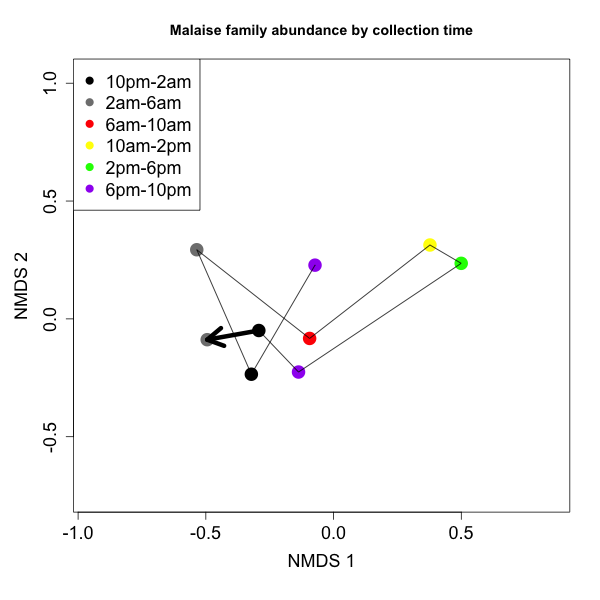 Malaise family abundance by collection time
10pm-2am
2am-6am
6am-10am
10am-2pm
2pm-6pm
6pm-10pm
1.0
0.5
0.0
-0.5
NMDS 2
-1.0 -0.5 0.0 0.5
NMDS 1